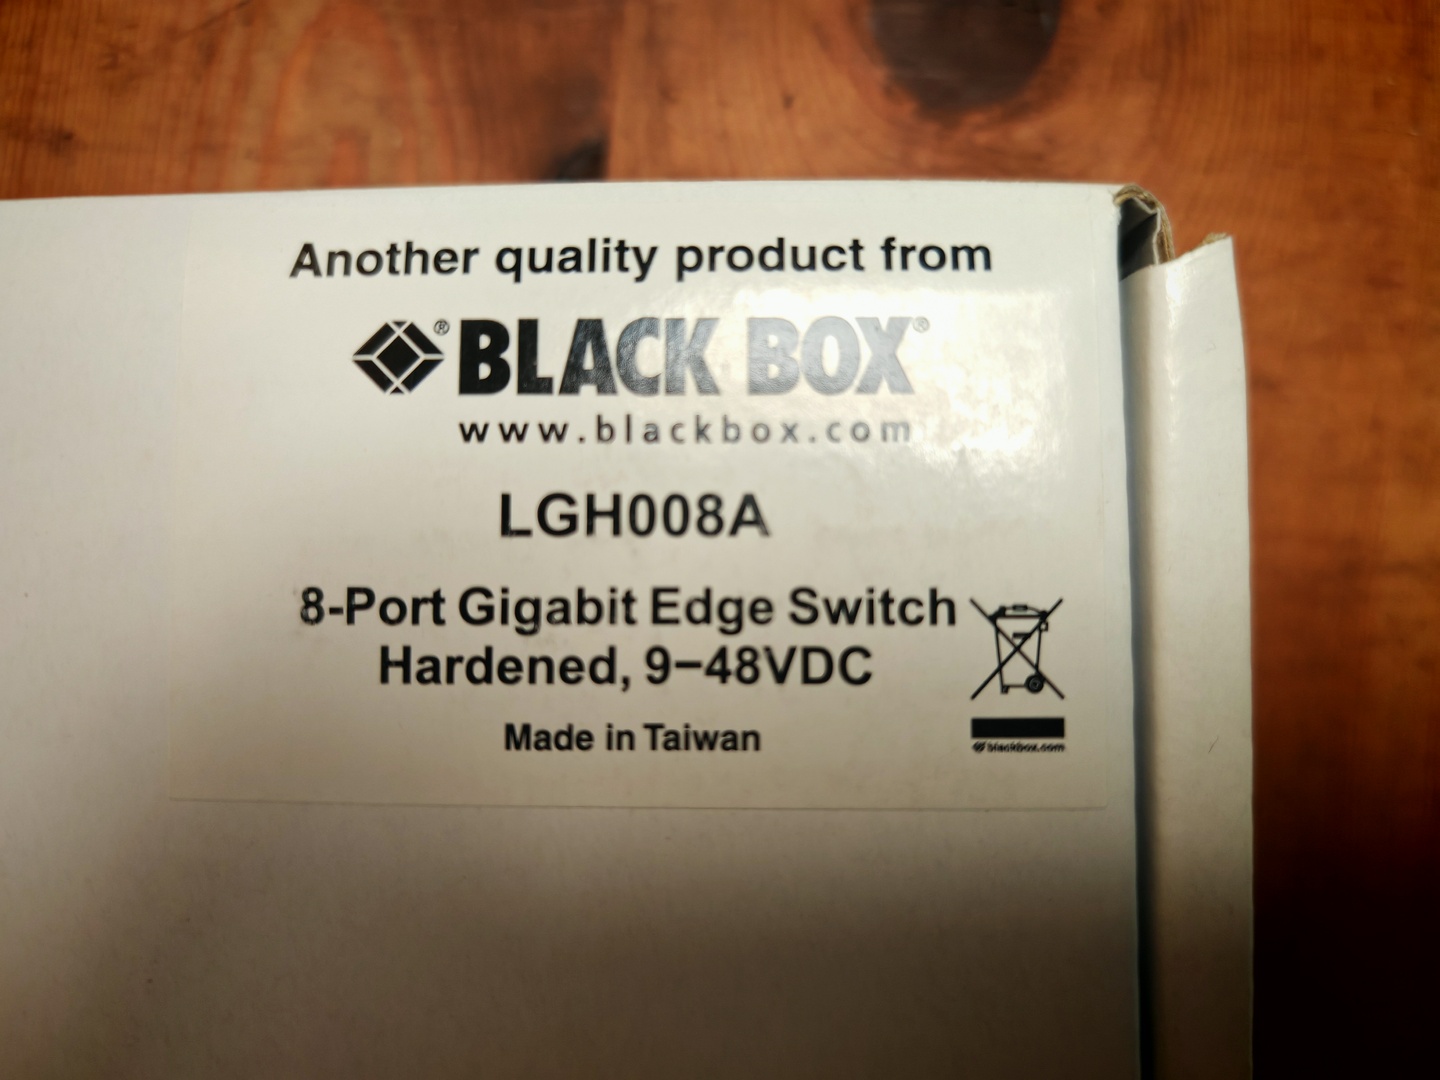 Another quality product from
® BLACK BOX®
www.blackbox.com
LGH008A
8-Port Gigabit Edge Switch
Hardened, 9−48VDC
Made in Taiwan
blackbox.com